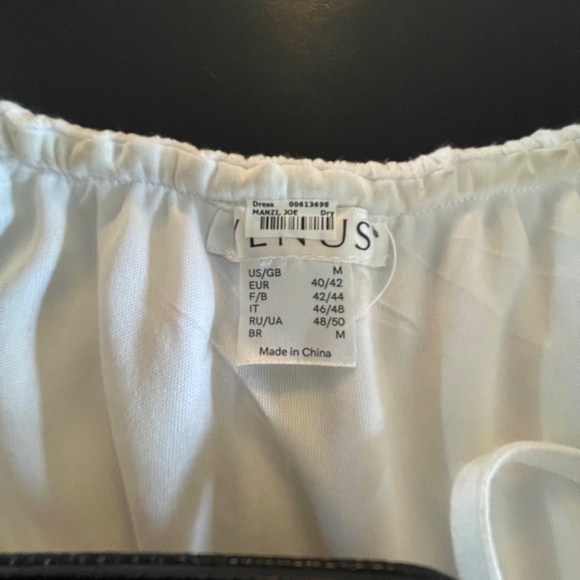 Dress 00613698
MANZI, JOE Dry
VENUS
US/GB M
EUR 40/42
F/B 42/44
IT 46/48
RU/UA 48/50
BR M
Made in China